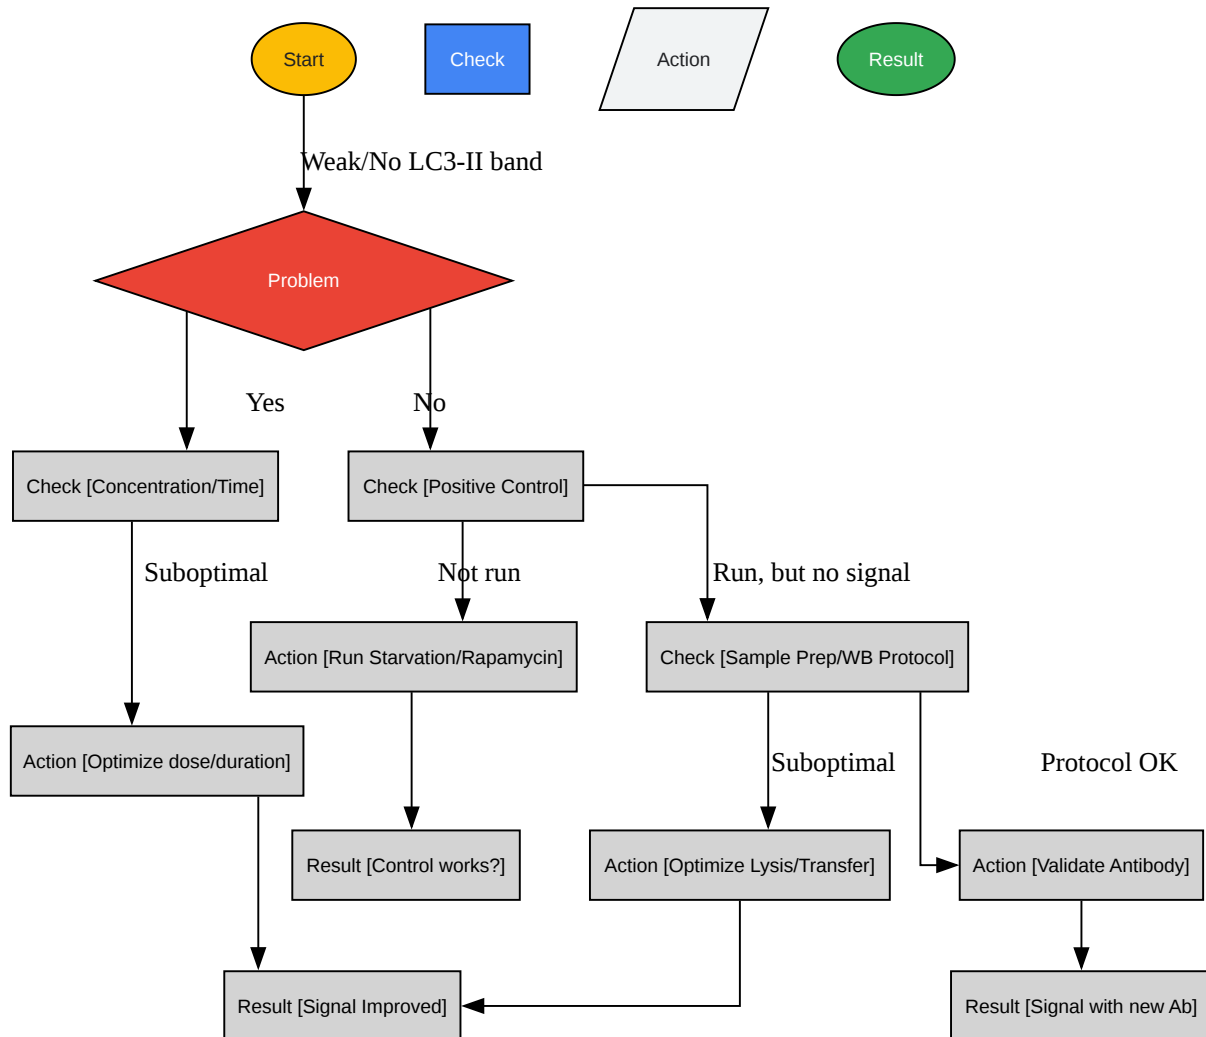 Start
Check
Action
Result
Weak/No LC3-II band
Problem
Yes
No
Check [Concentration/Time]
Check [Positive Control]
Suboptimal
Not run
Run, but no signal
Action [Run Starvation/Rapamycin]
Check [Sample Prep/WB Protocol]
Action [Optimize dose/duration]
Suboptimal
Protocol OK
Result [Control works?]
Action [Optimize Lysis/Transfer]
Action [Validate Antibody]
Result [Signal Improved]
Result [Signal with new Ab]